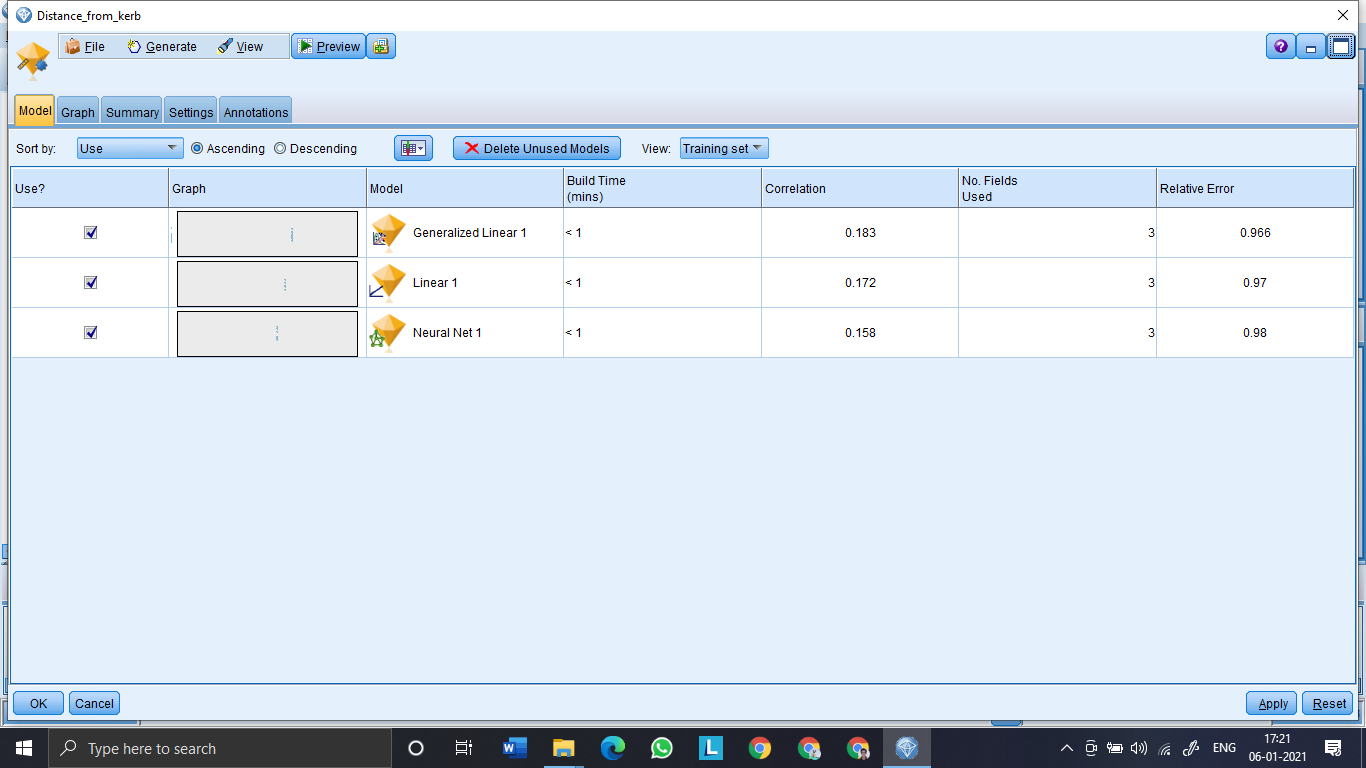 Distance_from_kerb
File Generate View Preview
Model Graph Summary Settings Annotations
Sort by: Use Ascending Descending Delete Unused Models View: Training set
Use? Graph Model Build Time (mins) Correlation No. Fields Used Relative Error
Generalized Linear 1 < 1 0.183 3 0.966
Linear 1 < 1 0.172 3 0.97
Neural Net 1 < 1 0.158 3 0.98
OK Cancel Apply Reset
Type here to search W L ENG 17:21
06-01-2021